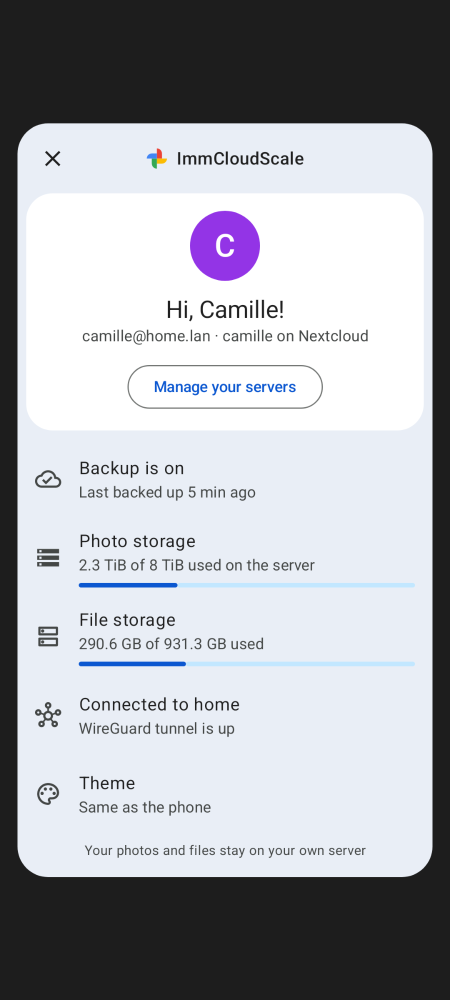 ImmCloudScale
C
Hi, Camille!
camille@home.lan · camille on Nextcloud
Manage your servers
Backup is on
Last backed up 5 min ago
Photo storage
2.3 TiB of 8 TiB used on the server
File storage
290.6 GB of 931.3 GB used
Connected to home
WireGuard tunnel is up
Theme
Same as the phone
Your photos and files stay on your own server